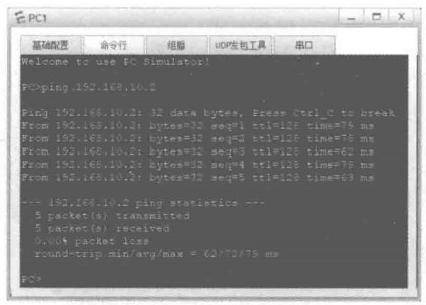 PC1
基础配置 命令行 组播 UDP发包工具 串口
Welcome to use PC Simulator!
PC>ping 192.168.10.2
Ping 192.168.10.2: 32 data bytes, Press Ctrl_C to break
From 192.168.10.2: bytes=32 seq=1 ttl=128 time=79 ms
From 192.168.10.2: bytes=32 seq=2 ttl=128 time=78 ms
From 192.168.10.2: bytes=32 seq=3 ttl=128 time=62 ms
From 192.168.10.2: bytes=32 seq=4 ttl=128 time=78 ms
From 192.168.10.2: bytes=32 seq=5 ttl=128 time=63 ms
--- 192.168.10.2 ping statistics ---
5 packet(s) transmitted
5 packet(s) received
0.00% packet loss
round-trip min/avg/max = 62/72/79 ms
PC>